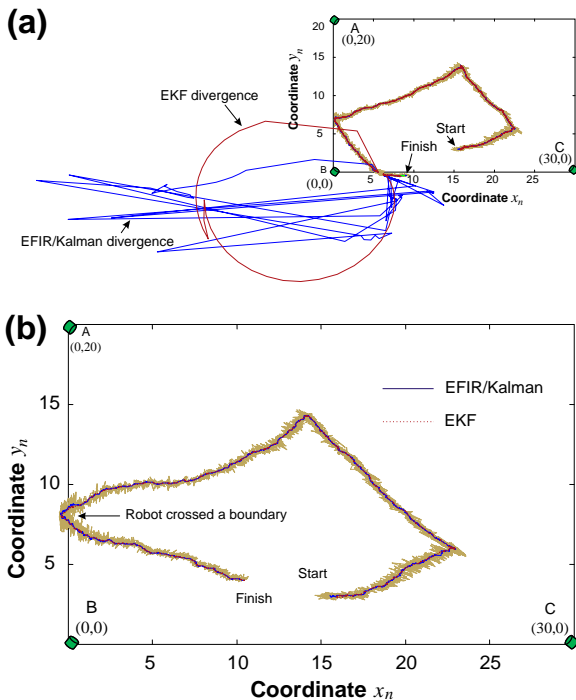 (a)
A
(0,20)
20
15
10
5
B
(0,0)
Coordinate yn
EKF divergence
Start
Finish
C
(30,0)
5 10 15 20 25
Coordinate xn
EFIR/Kalman divergence
(b)
A
(0,20)
15
10
5
Coordinate yn
EFIR/Kalman
EKF
Robot crossed a boundary
Start
Finish
B
(0,0)
C
(30,0)
5 10 15 20 25
Coordinate xn